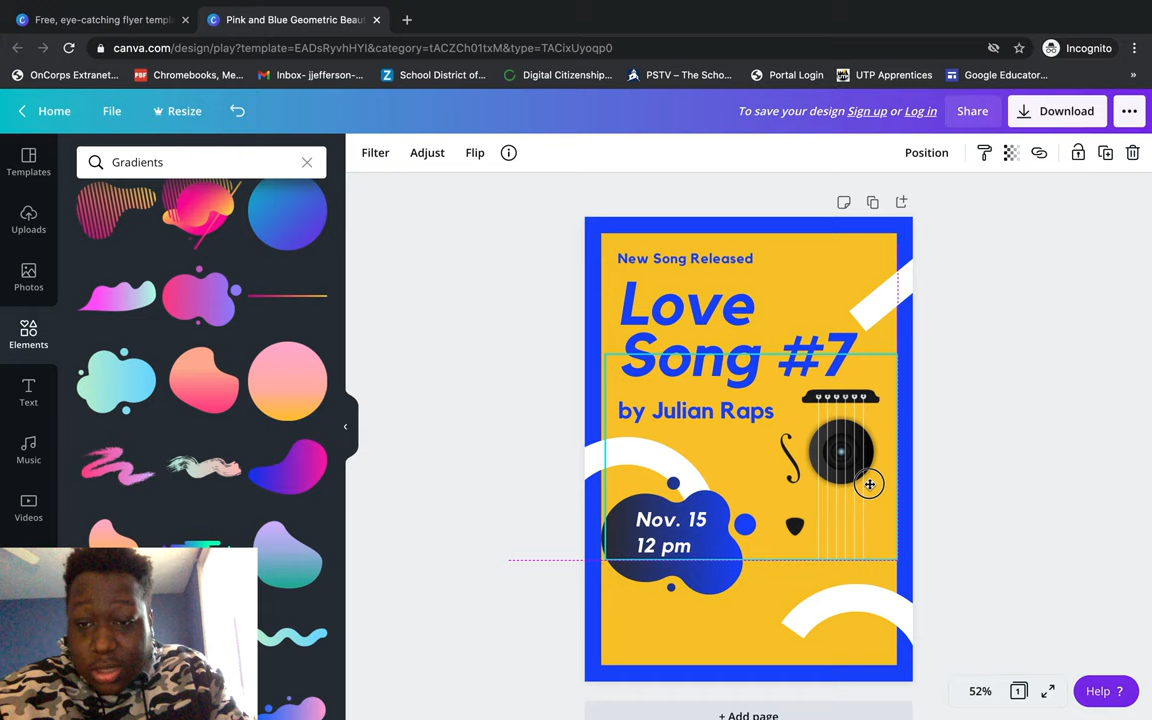 Free, eye-catching flyer templ
Pink and Blue Geometric Beaut
canva.com/design/play?template=EADsRyvhHYI&category=tACZCh01txM&type=TACixUyoqp0
Incognito
OnCorps Extranet...
Chromebooks, Me...
Inbox- jjefferson-...
School District of...
Digital Citizenship...
PSTV – The Scho...
Portal Login
UTP Apprentices
Google Educator...
»
Home
File
Resize
To save your design Sign up or Log in
Share
Download
Gradients
Filter
Adjust
Flip
Position
Templates
Uploads
Photos
Elements
Text
Music
Videos
New Song Released
Love
Song #7
by Julian Raps
Nov. 15
12 pm
52%
1
Help ?
+ Add page